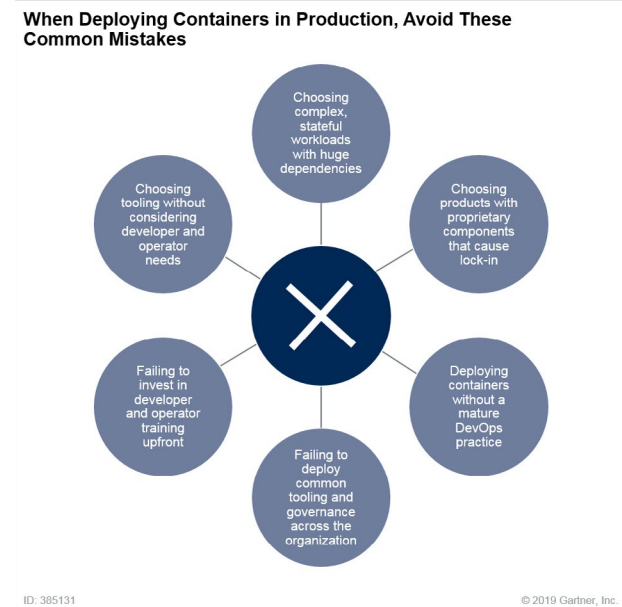 When Deploying Containers in Production, Avoid These
Common Mistakes
Choosing
complex,
stateful
workloads
with huge
dependencies
Choosing
products with
proprietary
components
that cause
lock-in
Deploying
containers
without a
mature
DevOps
practice
Failing to
deploy
common
tooling and
governance
across the
organization
Failing to
invest in
developer
and operator
training
upfront
Choosing
tooling without
considering
developer and
operator
needs
ID: 385131
© 2019 Gartner, Inc.